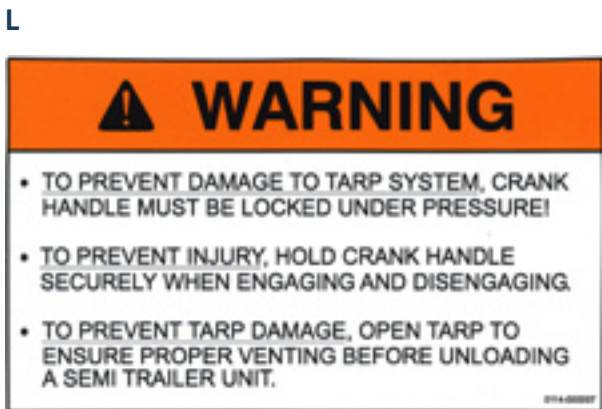 L
WARNING
• TO PREVENT DAMAGE TO TARP SYSTEM, CRANK
HANDLE MUST BE LOCKED UNDER PRESSURE!
• TO PREVENT INJURY, HOLD CRANK HANDLE
SECURELY WHEN ENGAGING AND DISENGAGING.
• TO PREVENT TARP DAMAGE, OPEN TARP TO
ENSURE PROPER VENTING BEFORE UNLOADING
A SEMI TRAILER UNIT.